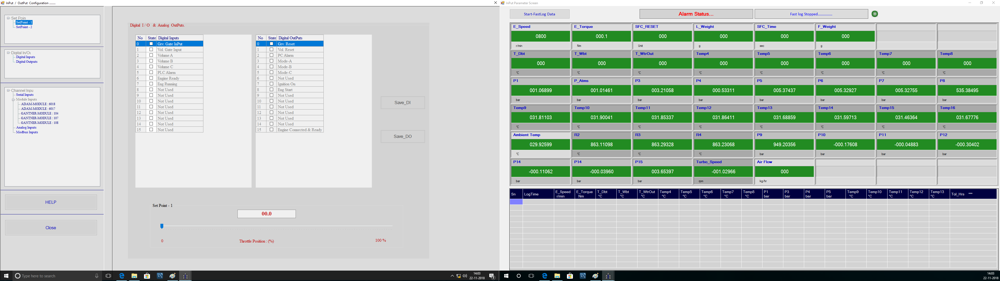 InPut / OutPut Configuration ........
Set Poin
SetPoint - 1
SetPoint - 2
Digital In/Ou
Digital Inputs
Digital Outputs
Channel Inpu
Serial Inputs
Module Inputs
ADAM-MODULE : 6018
ADAM-MODULE : 6017
GANTNER-MODULE : 104
GANTNER-MODULE : 107
GANTNER-MODULE : 108
Analog Inputs
Modbus Inputs
HELP
Close
Digital I / O & Analog OutPuts.
No State Digital Inputs
0 Grv. Gate InPut
1 Vol. Gate Input
2 Volume A
3 Volume B
4 Volume C
5 PLC Alarm
6 Engine Ready
7 Eng Running
8 Not Used
9 Not Used
10 Not Used
11 Not Used
12 Not Used
13 Not Used
14 Not Used
15 Not Used
No State Digital OutPuts
0 Grv. Reset
1 Vol. Reset
2 PC Alarm
3 Mode-A
4 Mode-B
5 Mode-C
6 Not Used
7 Ignition On
8 Eng Start
9 Not Used
10 Not Used
11 Not Used
12 Not Used
13 Not Used
14 Not Used
15 Engine Connected & Ready
Save_DI
Save_DO
Set Point - 1
00.0
0 Throttle Position : (%) 100 %
Type here to search
14:03
22-11-2018
3
InPut Parameter Screen
Start-FastLog Data Alarm Status... Fast log Stopped..............
E_Speed E_Torque SFC_RESET L_Weight SFC_Time F_Weight
0800 000.1 000 000 000 000
r/min Nm Unit g sec g
T_Dbt T_Wbt T_WtrOut Temp4 Temp5 Temp6 Temp7 Temp8
000 000 000 000 000 000 000 000
°C °C °C °C °C °C °C °C
P1 P_Atms P3 P4 P5 P6 P7 P8
001.06899 001.01461 003.21058 000.53311 005.37437 005.32927 005.32755 535.38495
bar bar bar bar bar bar bar bar
Temp9 Temp10 Temp11 Temp12 Temp13 Temp14 Temp15 Temp16
031.81103 031.90041 031.85337 031.86411 031.68859 031.59713 031.46364 031.67776
°C °C °C °C °C °C °C °C
Ambient Temp R2 R3 R4 P9 P10 P11 P12
029.92599 863.11098 863.29328 863.23068 949.20356 -000.17608 -000.04883 -000.30402
°C °C °C °C bar bar bar bar
P14 P14 P15 Turbo_Speed Air Flow
-000.11062 -000.03960 003.65397 -001.02966 000
bar bar bar rpm kg/hr
Sn LogTime E_Speed E_Torque T_Dbt T_Wbt T_WtrOut Temp4 Temp5 Temp6 Temp7 Temp8 P1 P3 P4 P5 Temp9 Temp10 Temp11 Temp12 Temp13 Tol_Hrs ***
r/min Nm °C °C °C °C °C °C °C °C bar bar bar bar °C °C °C °C °C
14:03
22-11-2018